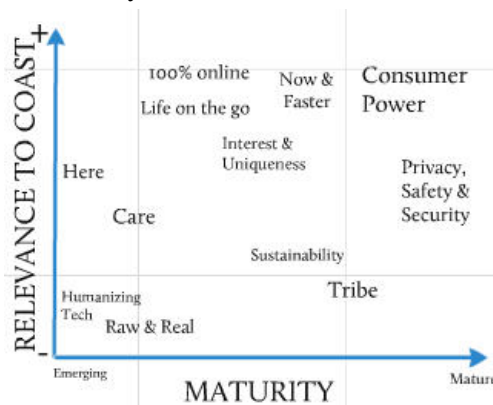 +
RELEVANCE TO COAST
100% online
Now &
Faster
Consumer
Power
Life on the go
Interest &
Uniqueness
Here
Privacy,
Safety &
Security
Care
Sustainability
Tribe
Humanizing
Tech
Raw & Real
-
Emerging
Mature
MATURITY